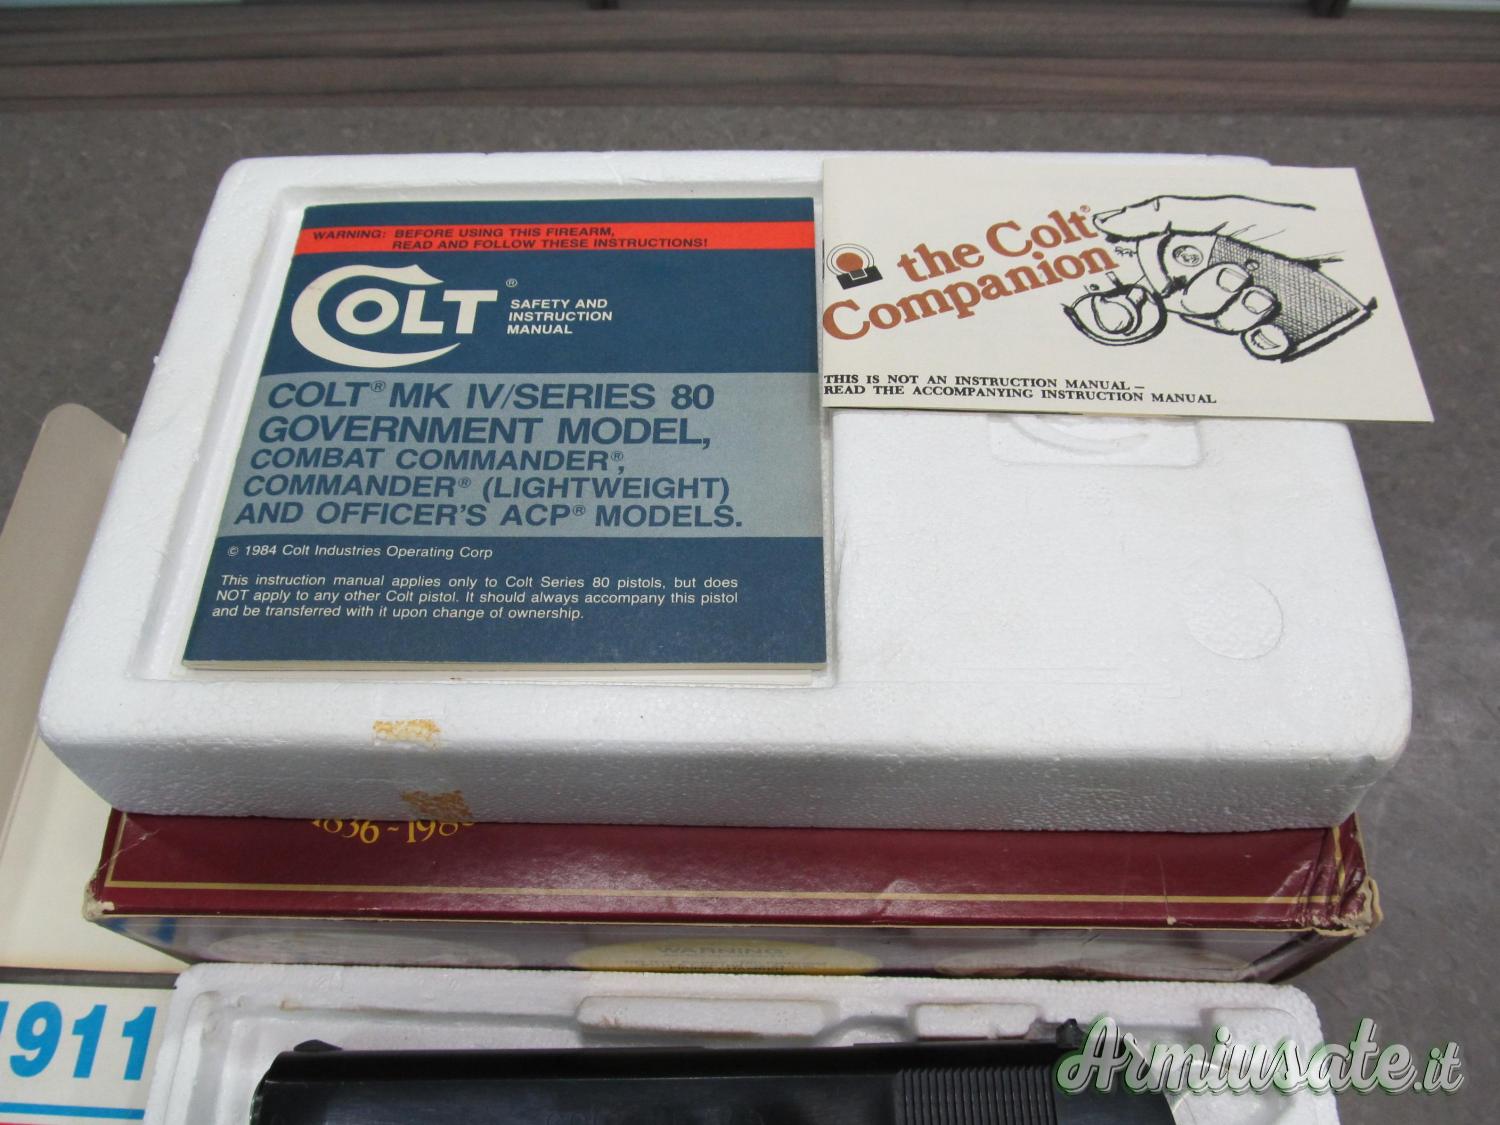 WARNING: BEFORE USING THIS FIREARM,
READ AND FOLLOW THESE INSTRUCTIONS!
COLT®
SAFETY AND
INSTRUCTION
MANUAL
COLT® MK IV/SERIES 80
GOVERNMENT MODEL,
COMBAT COMMANDER®,
COMMANDER® (LIGHTWEIGHT)
AND OFFICER'S ACP® MODELS.
© 1984 Colt Industries Operating Corp
This instruction manual applies only to Colt Series 80 pistols, but does
NOT apply to any other Colt pistol. It should always accompany this pistol
and be transferred with it upon change of ownership.
the Colt®
Companion
THIS IS NOT AN INSTRUCTION MANUAL —
READ THE ACCOMPANYING INSTRUCTION MANUAL
WARNING
1911
Armiusate.it